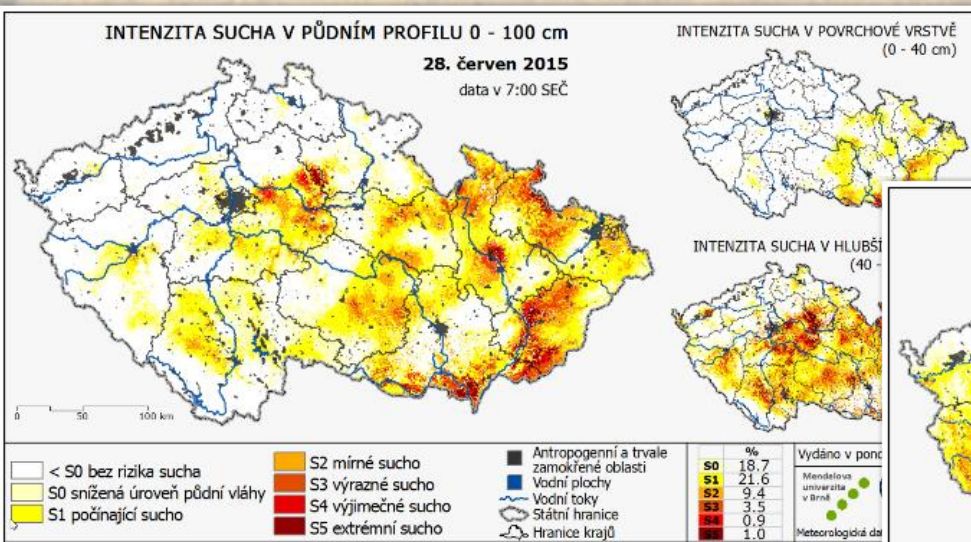 INTENZITA SUCHA V PŮDNÍM PROFILU 0 - 100 cm
28. červen 2015
data v 7:00 SEČ
INTENZITA SUCHA V POVRCHOVÉ VRSTVĚ
(0 - 40 cm)
INTENZITA SUCHA V HLUBŠÍ
(40 -
0 50 100 km
< S0 bez rizika sucha
S0 snížená úroveň půdní vláhy
S1 počínající sucho
S2 mírné sucho
S3 výrazné sucho
S4 výjimečné sucho
S5 extrémní sucho
Antropogenní a trvale
zamokřené oblasti
Vodní plochy
Vodní toky
Státní hranice
Hranice krajů
%
S0 18.7
S1 21.6
S2 9.4
S3 3.5
S4 0.9
S5 1.0
Vydáno v pond
Mendelova
univerzita
v Brně
Meteorologická dat